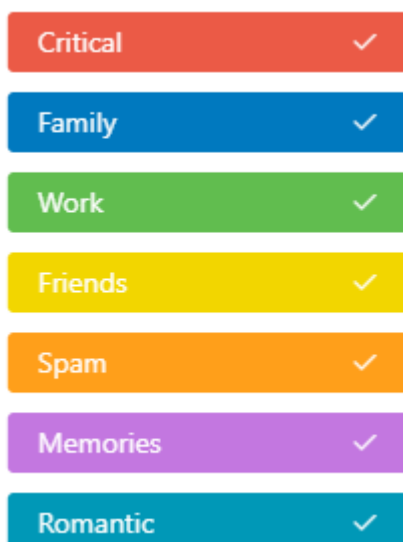 Critical
Family
Work
Friends
Spam
Memories
Romantic